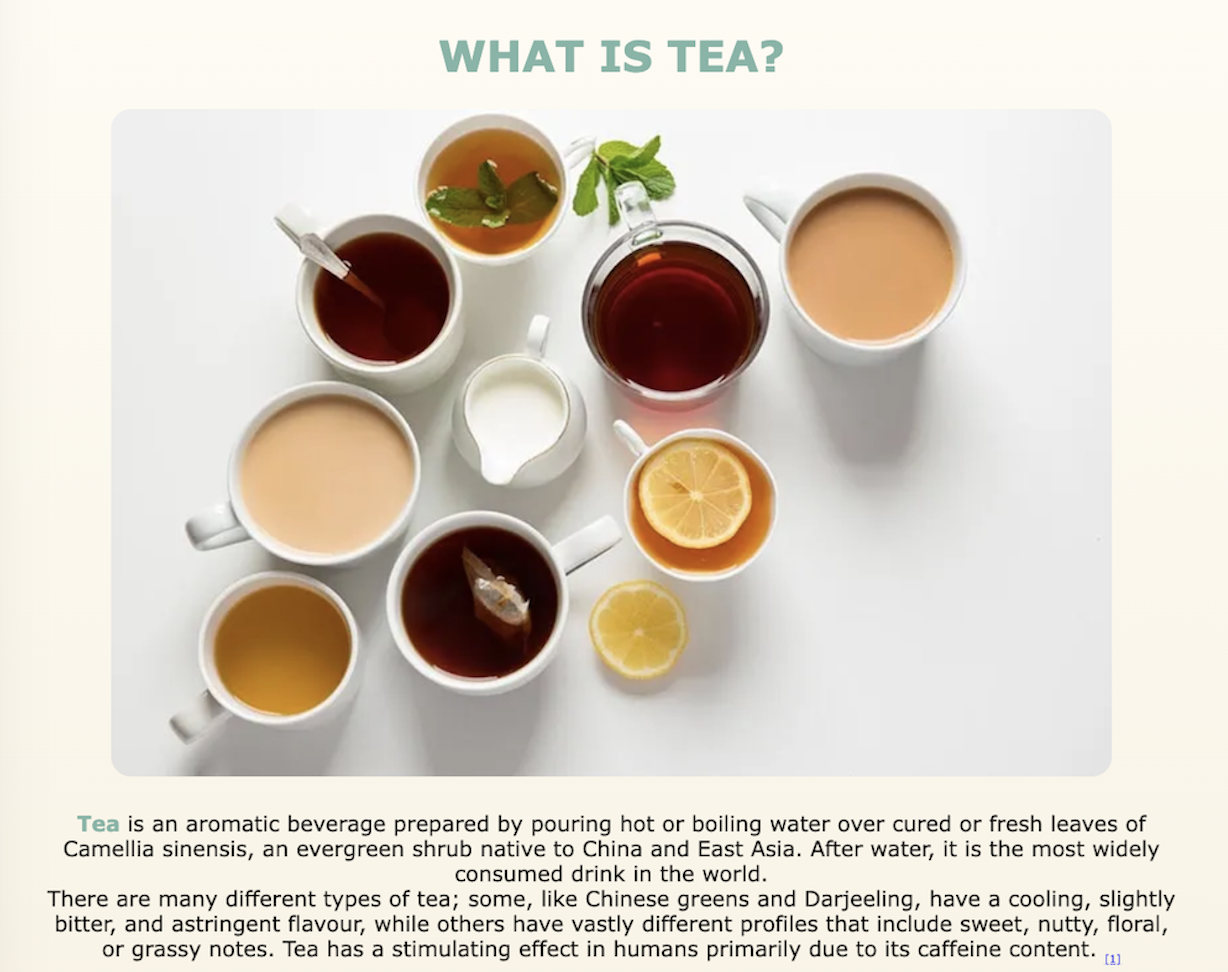 WHAT IS TEA?
Tea is an aromatic beverage prepared by pouring hot or boiling water over cured or fresh leaves of
Camellia sinensis, an evergreen shrub native to China and East Asia. After water, it is the most widely
consumed drink in the world.
There are many different types of tea; some, like Chinese greens and Darjeeling, have a cooling, slightly
bitter, and astringent flavour, while others have vastly different profiles that include sweet, nutty, floral,
or grassy notes. Tea has a stimulating effect in humans primarily due to its caffeine content. [1]